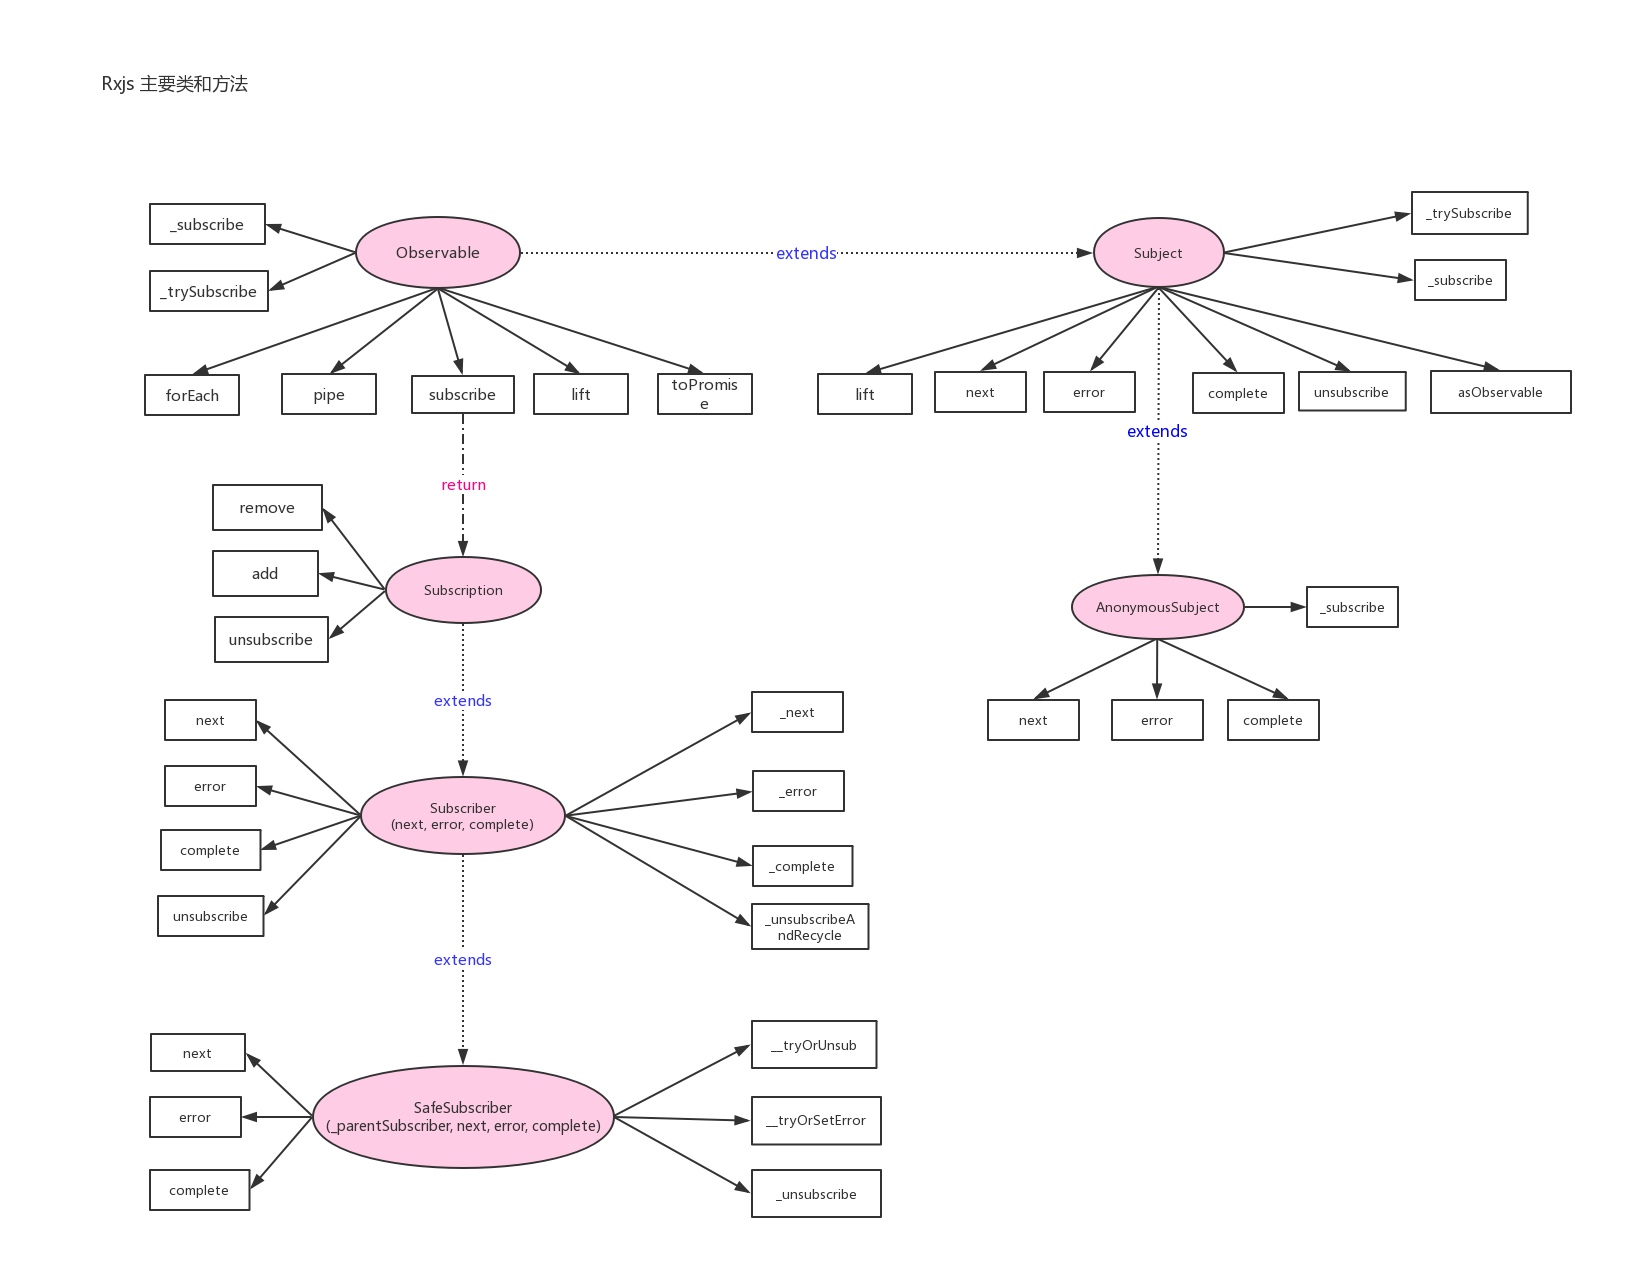 Rxjs 主要类和方法
_subscribe
Observable
_trySubscribe
extends
Subject
_trySubscribe
_subscribe
forEach
pipe
subscribe
lift
toPromis
e
lift
next
error
complete
unsubscribe
asObservable
extends
return
remove
add
unsubscribe
Subscription
AnonymousSubject
_subscribe
next
error
complete
extends
next
error
complete
unsubscribe
Subscriber
(next, error, complete)
_next
_error
_complete
_unsubscribeA
ndRecycle
extends
next
error
complete
SafeSubscriber
(_parentSubscriber, next, error, complete)
__tryOrUnsub
__tryOrSetError
_unsubscribe